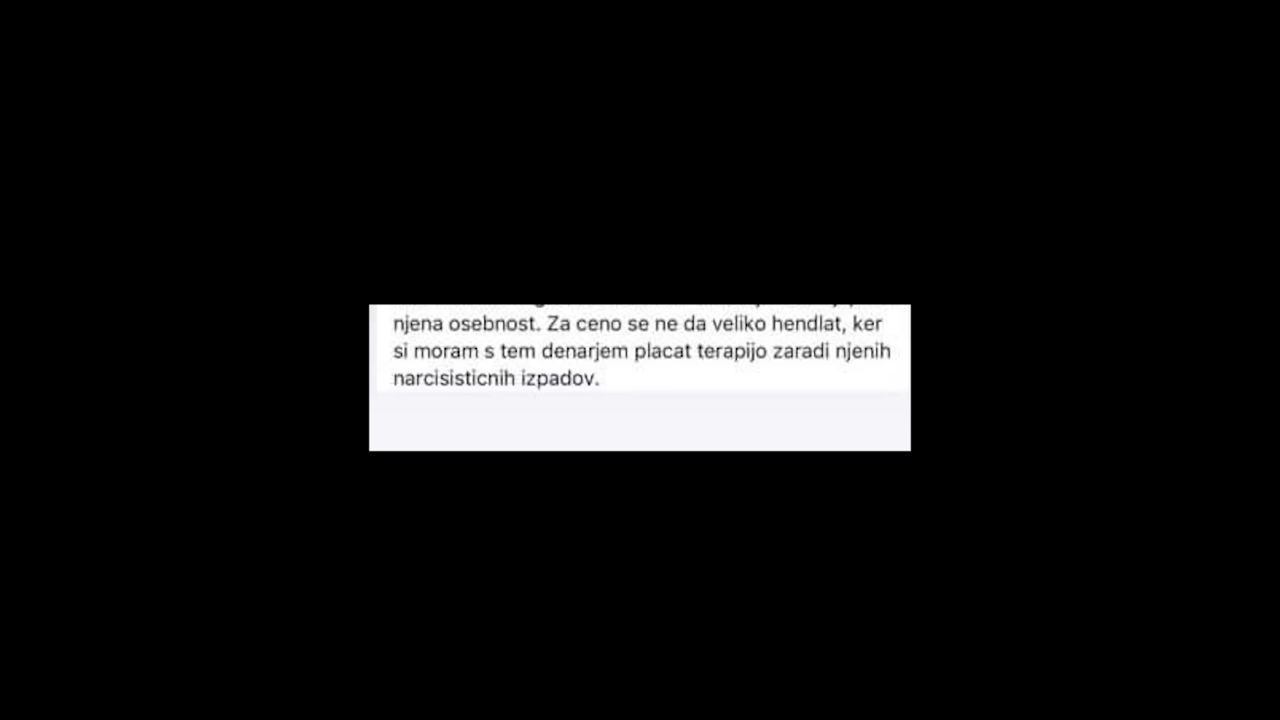 njena osebnost. Za ceno se ne da veliko hendlat, ker
si moram s tem denarjem placat terapijo zaradi njenih
narcisisticnih izpadov.